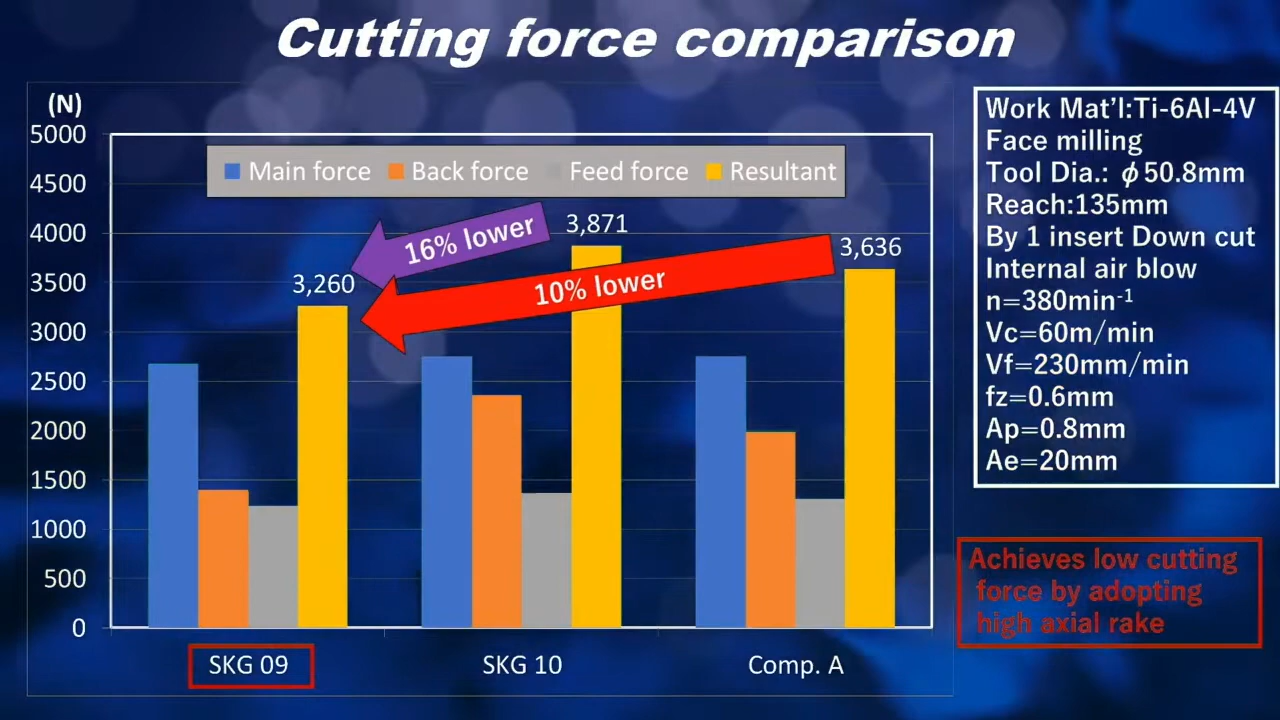 Cutting force comparison
(N)
5000
4500
4000
3500
3000
2500
2000
1500
1000
500
0
Main force
Back force
Feed force
Resultant
16% lower
10% lower
3,260
3,871
3,636
SKG 09
SKG 10
Comp. A
Work Mat'l:Ti-6Al-4V
Face milling
Tool Dia.: ϕ50.8mm
Reach:135mm
By 1 insert Down cut
Internal air blow
n=380min⁻¹
Vc=60m/min
Vf=230mm/min
fz=0.6mm
Ap=0.8mm
Ae=20mm
Achieves low cutting
force by adopting
high axial rake